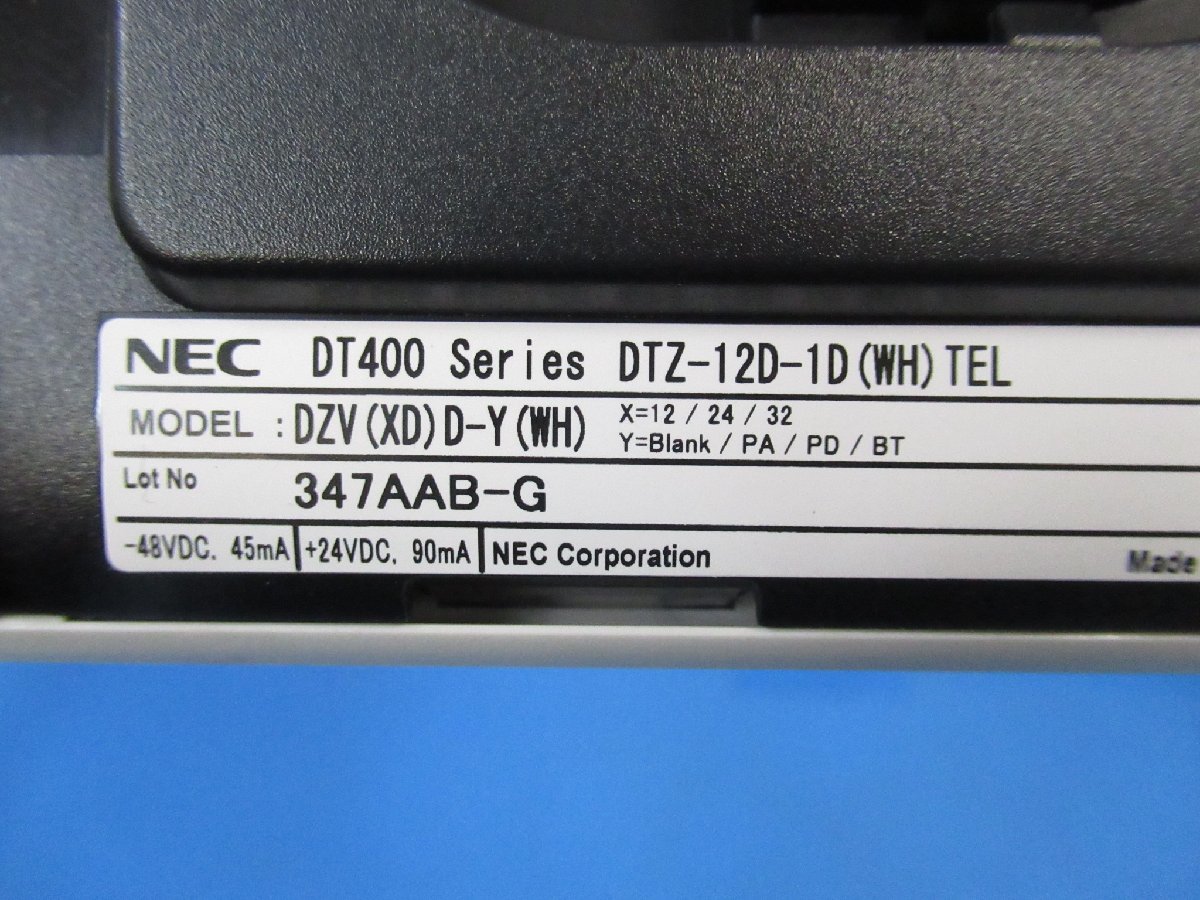 NEC DT400 Series DTZ-12D-1D(WH)TEL
MODEL : DZV(XD)D-Y(WH) X=12 / 24 / 32
Y=Blank / PA / PD / BT
Lot No 347AAB-G
-48VDC. 45mA +24VDC. 90mA NEC Corporation Made